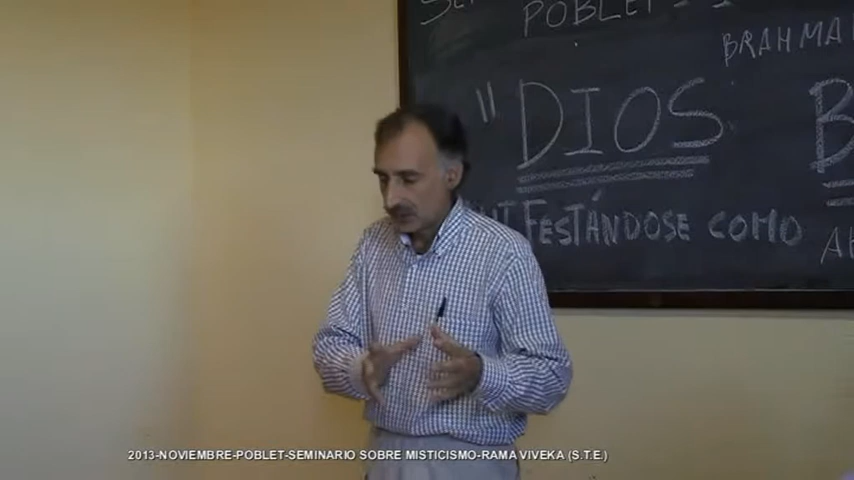 POBLET
BRAHMA
"DIOS
FESTÁNDOSE COMO
2013-NOVIEMBRE-POBLET-SEMINARIO SOBRE MISTICISMO-RAMA VIVEKA (S.T.E.)